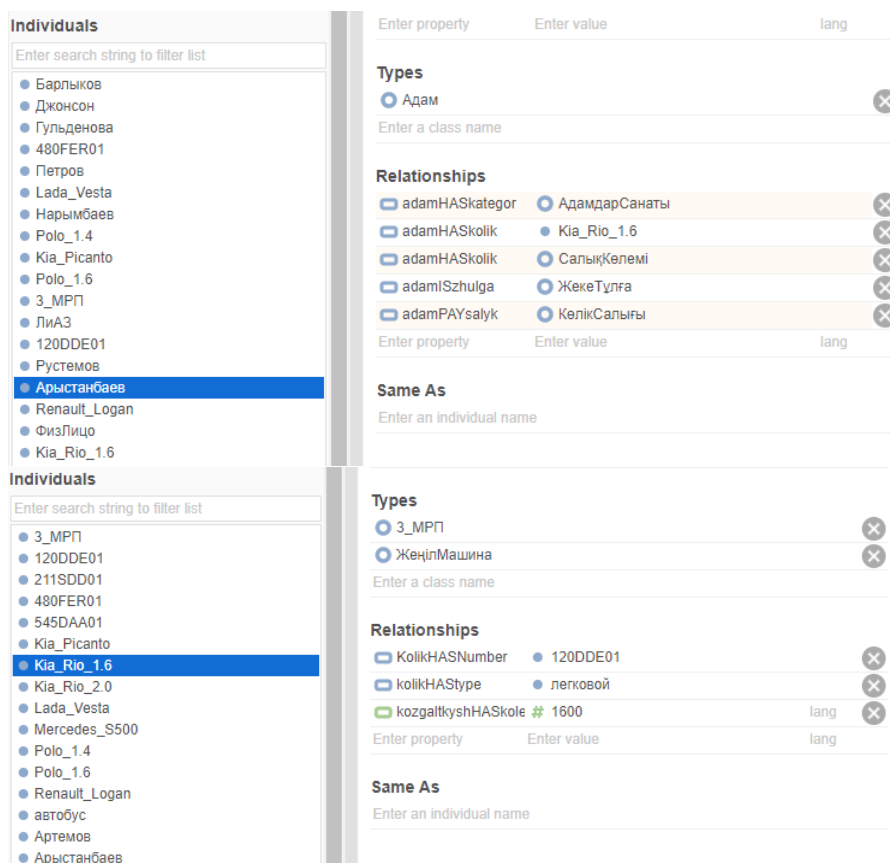 Individuals
Enter search string to filter list
Барлыков
Джонсон
Гульденова
480FER01
Петров
Lada_Vesta
Нарымбаев
Polo_1.4
Kia_Picanto
Polo_1.6
3_МРП
ЛиАЗ
120DDE01
Рустемов
Арыстанбаев
Renault_Logan
ФизЛицо
Kia_Rio_1.6
Enter property Enter value lang
Types
Адам
Enter a class name
Relationships
adamHASkategor АдамдарСанаты
adamHASkolik Kia_Rio_1.6
adamHASkolik СалықКөлемі
adamISzhulga ЖекеТұлға
adamPAYsalyk КөлікСалығы
Enter property Enter value lang
Same As
Enter an individual name
Individuals
Enter search string to filter list
3_МРП
120DDE01
211SDD01
480FER01
545DAA01
Kia_Picanto
Kia_Rio_1.6
Kia_Rio_2.0
Lada_Vesta
Mercedes_S500
Polo_1.4
Polo_1.6
Renault_Logan
автобус
Артемов
Арыстанбаев
Types
3_МРП
ЖеңілМашина
Enter a class name
Relationships
KolikHASNumber 120DDE01
kolikHAStype легковой
kozgaltkyshHASkole # 1600 lang
Enter property Enter value lang
Same As
Enter an individual name